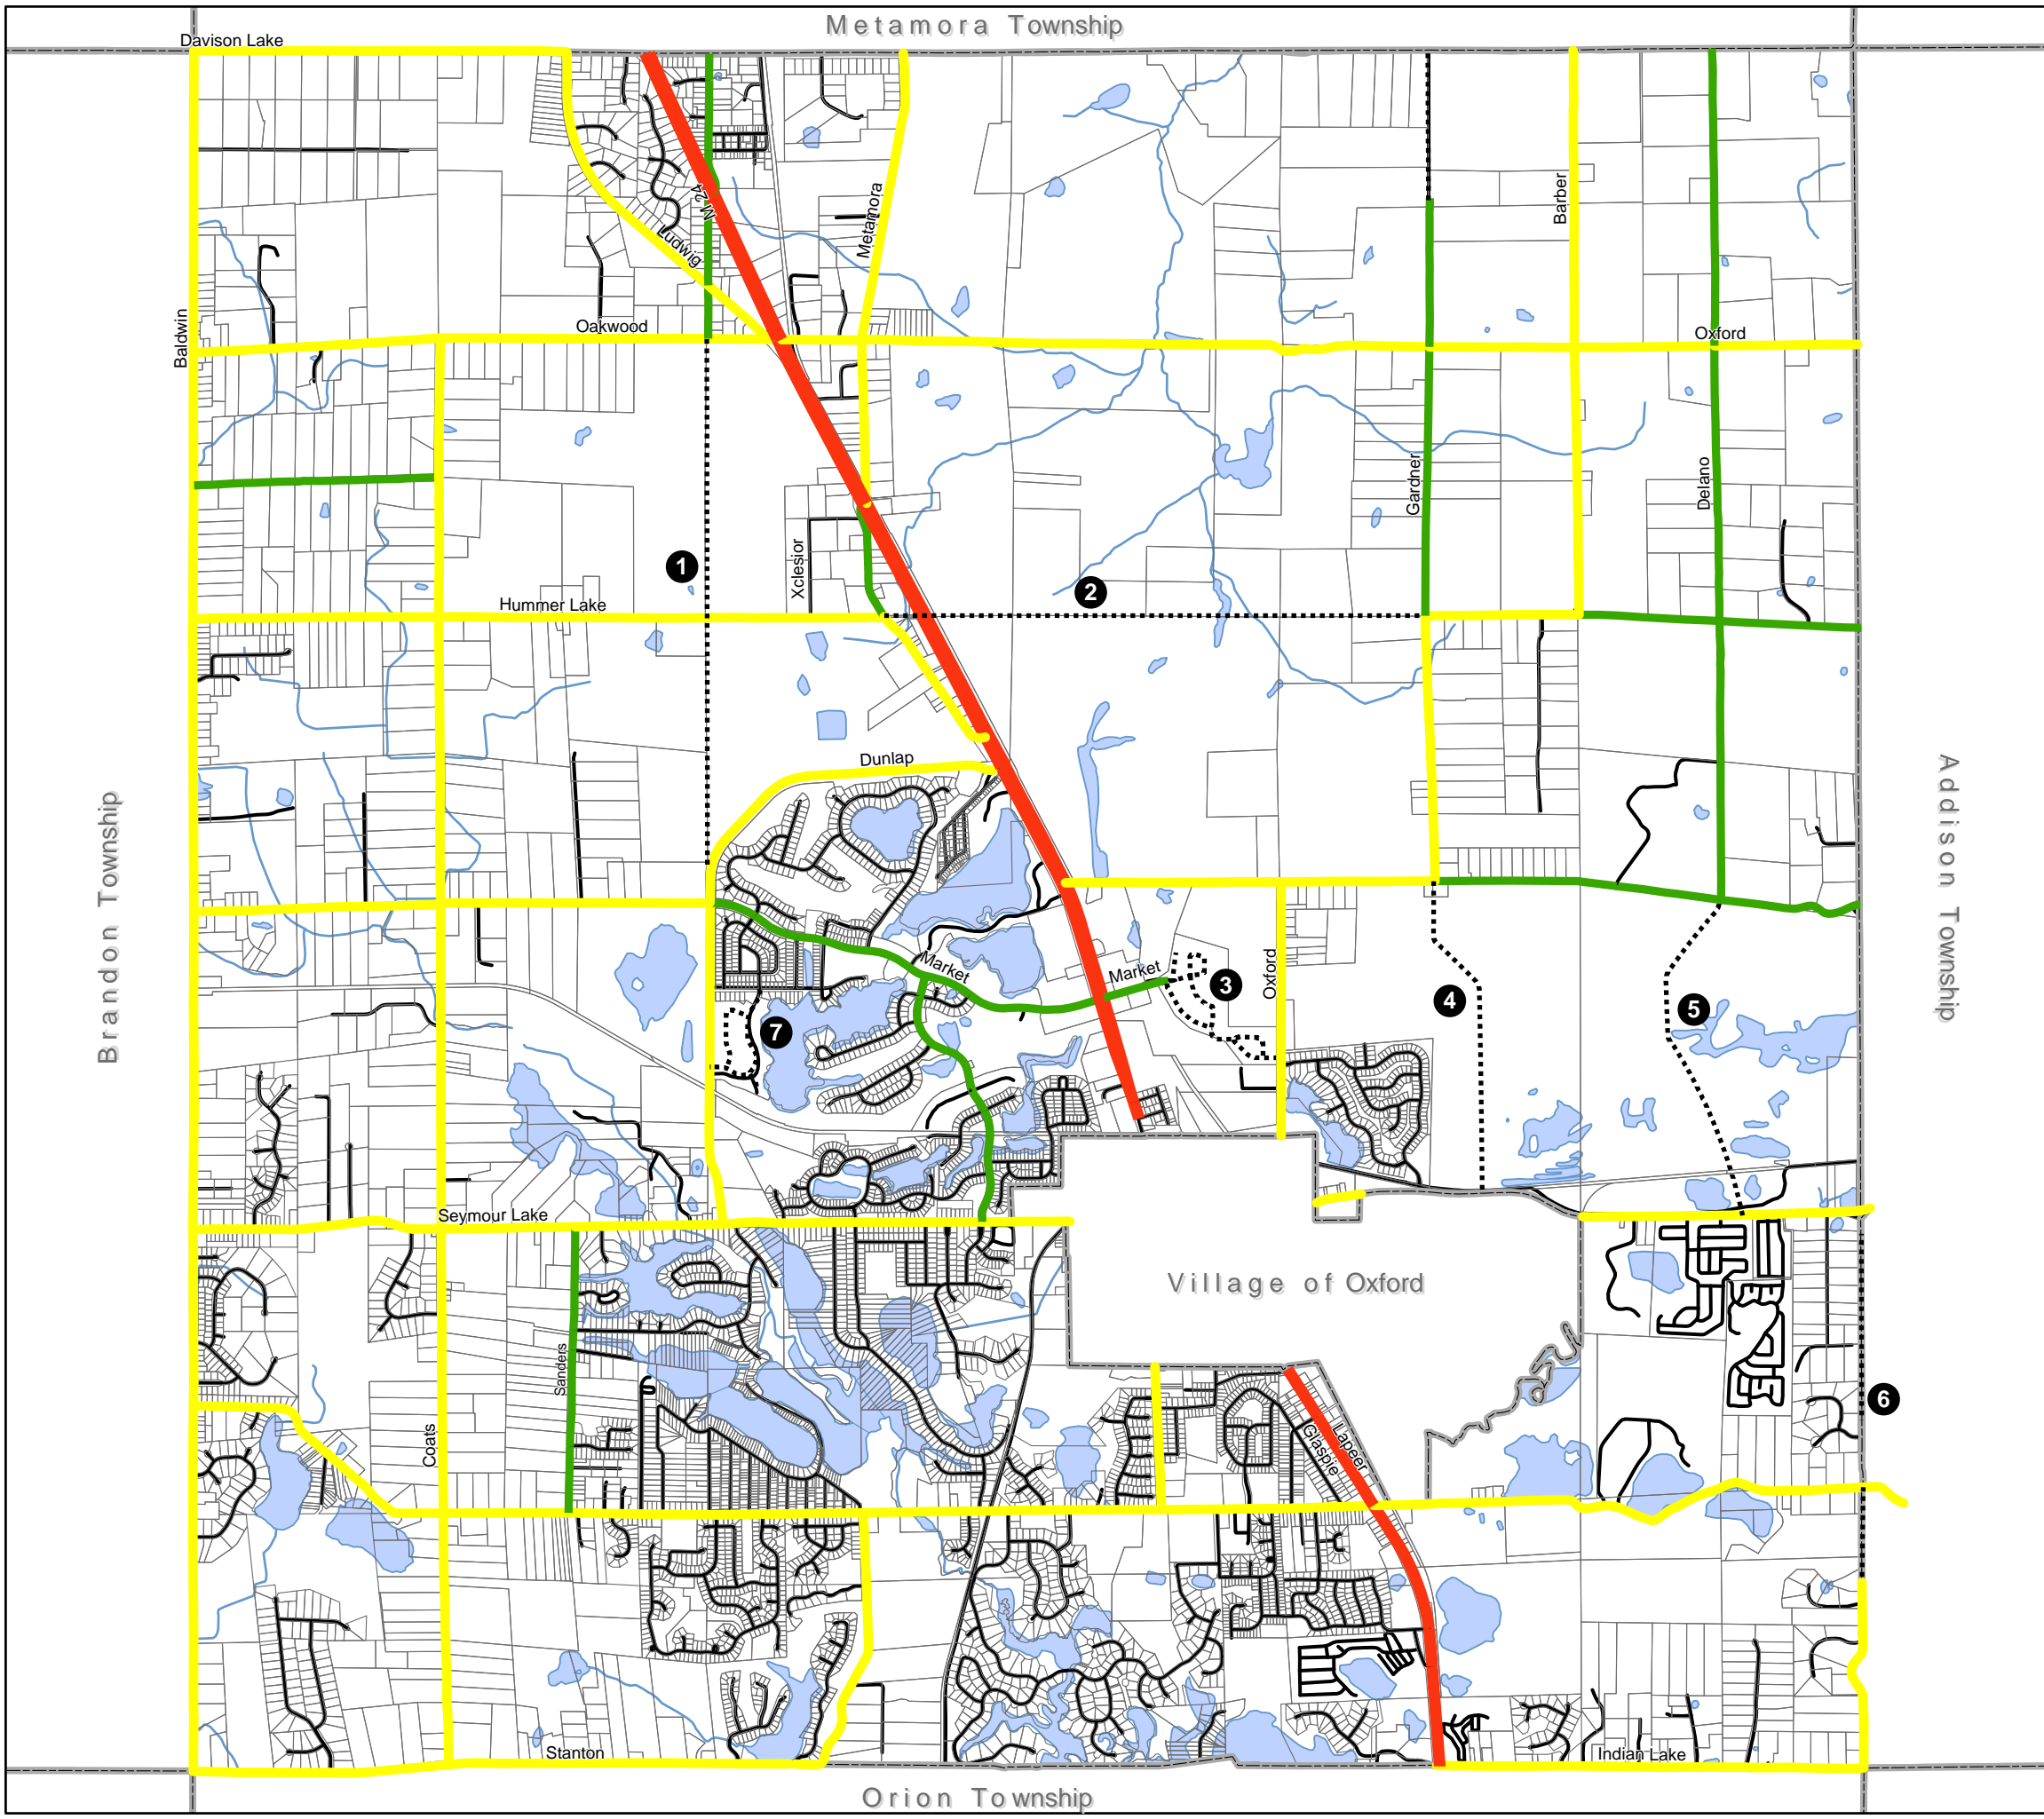 Metamora Township
Davison Lake
M 24
Metamora
Barber
Ludwig
Baldwin
Oakwood
Oxford
Gardner
Delano
Xclesior
1
2
Hummer Lake
Dunlap
Brandon Township
Addison Township
Market
Market
Oxford
3
4
5
7
Seymour Lake
Village of Oxford
Sanders
6
Coats
Lapeer
Glaspie
Stanton
Indian Lake
Orion Township